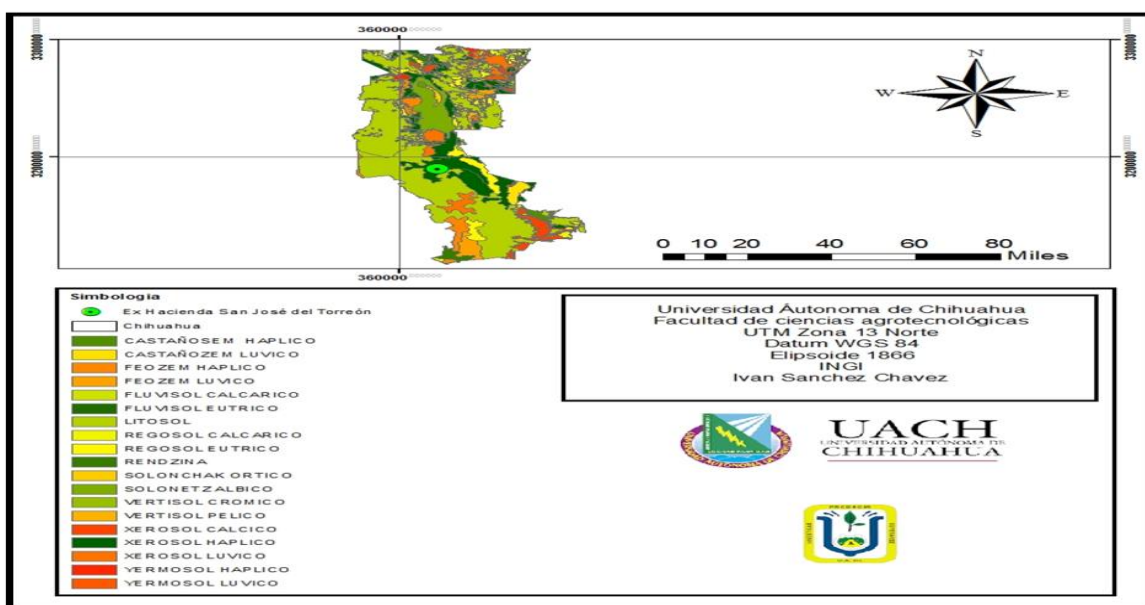 360000
3300000
3300000
N
W
E
S
3200000
3200000
0 10 20 40 60 80
Miles
360000
Simbología
Ex Hacienda San José del Torreón
Chihuahua
CASTAÑOSEM HAPLICO
CASTAÑOZEM LUVICO
FEOZEM HAPLICO
FEOZEM LUVICO
FLUVISOL CALCARICO
FLUVISOL EUTRICO
LITOSOL
REGOSOL CALCARICO
REGOSOL EUTRICO
RENDZINA
SOLONCHAK ORTICO
SOLONETZ ALBICO
VERTISOL CROMICO
VERTISOL PELICO
XEROSOL CALCICO
XEROSOL HAPLICO
XEROSOL LUVICO
YERMOSOL HAPLICO
YERMOSOL LUVICO
Universidad Áutonoma de Chihuahua
Facultad de ciencias agrotecnológicas
UTM Zona 13 Norte
Datum WGS 84
Elipsoide 1866
INGI
Ivan Sanchez Chavez
UACH
UNIVERSIDAD AUTÓNOMA DE
CHIHUAHUA